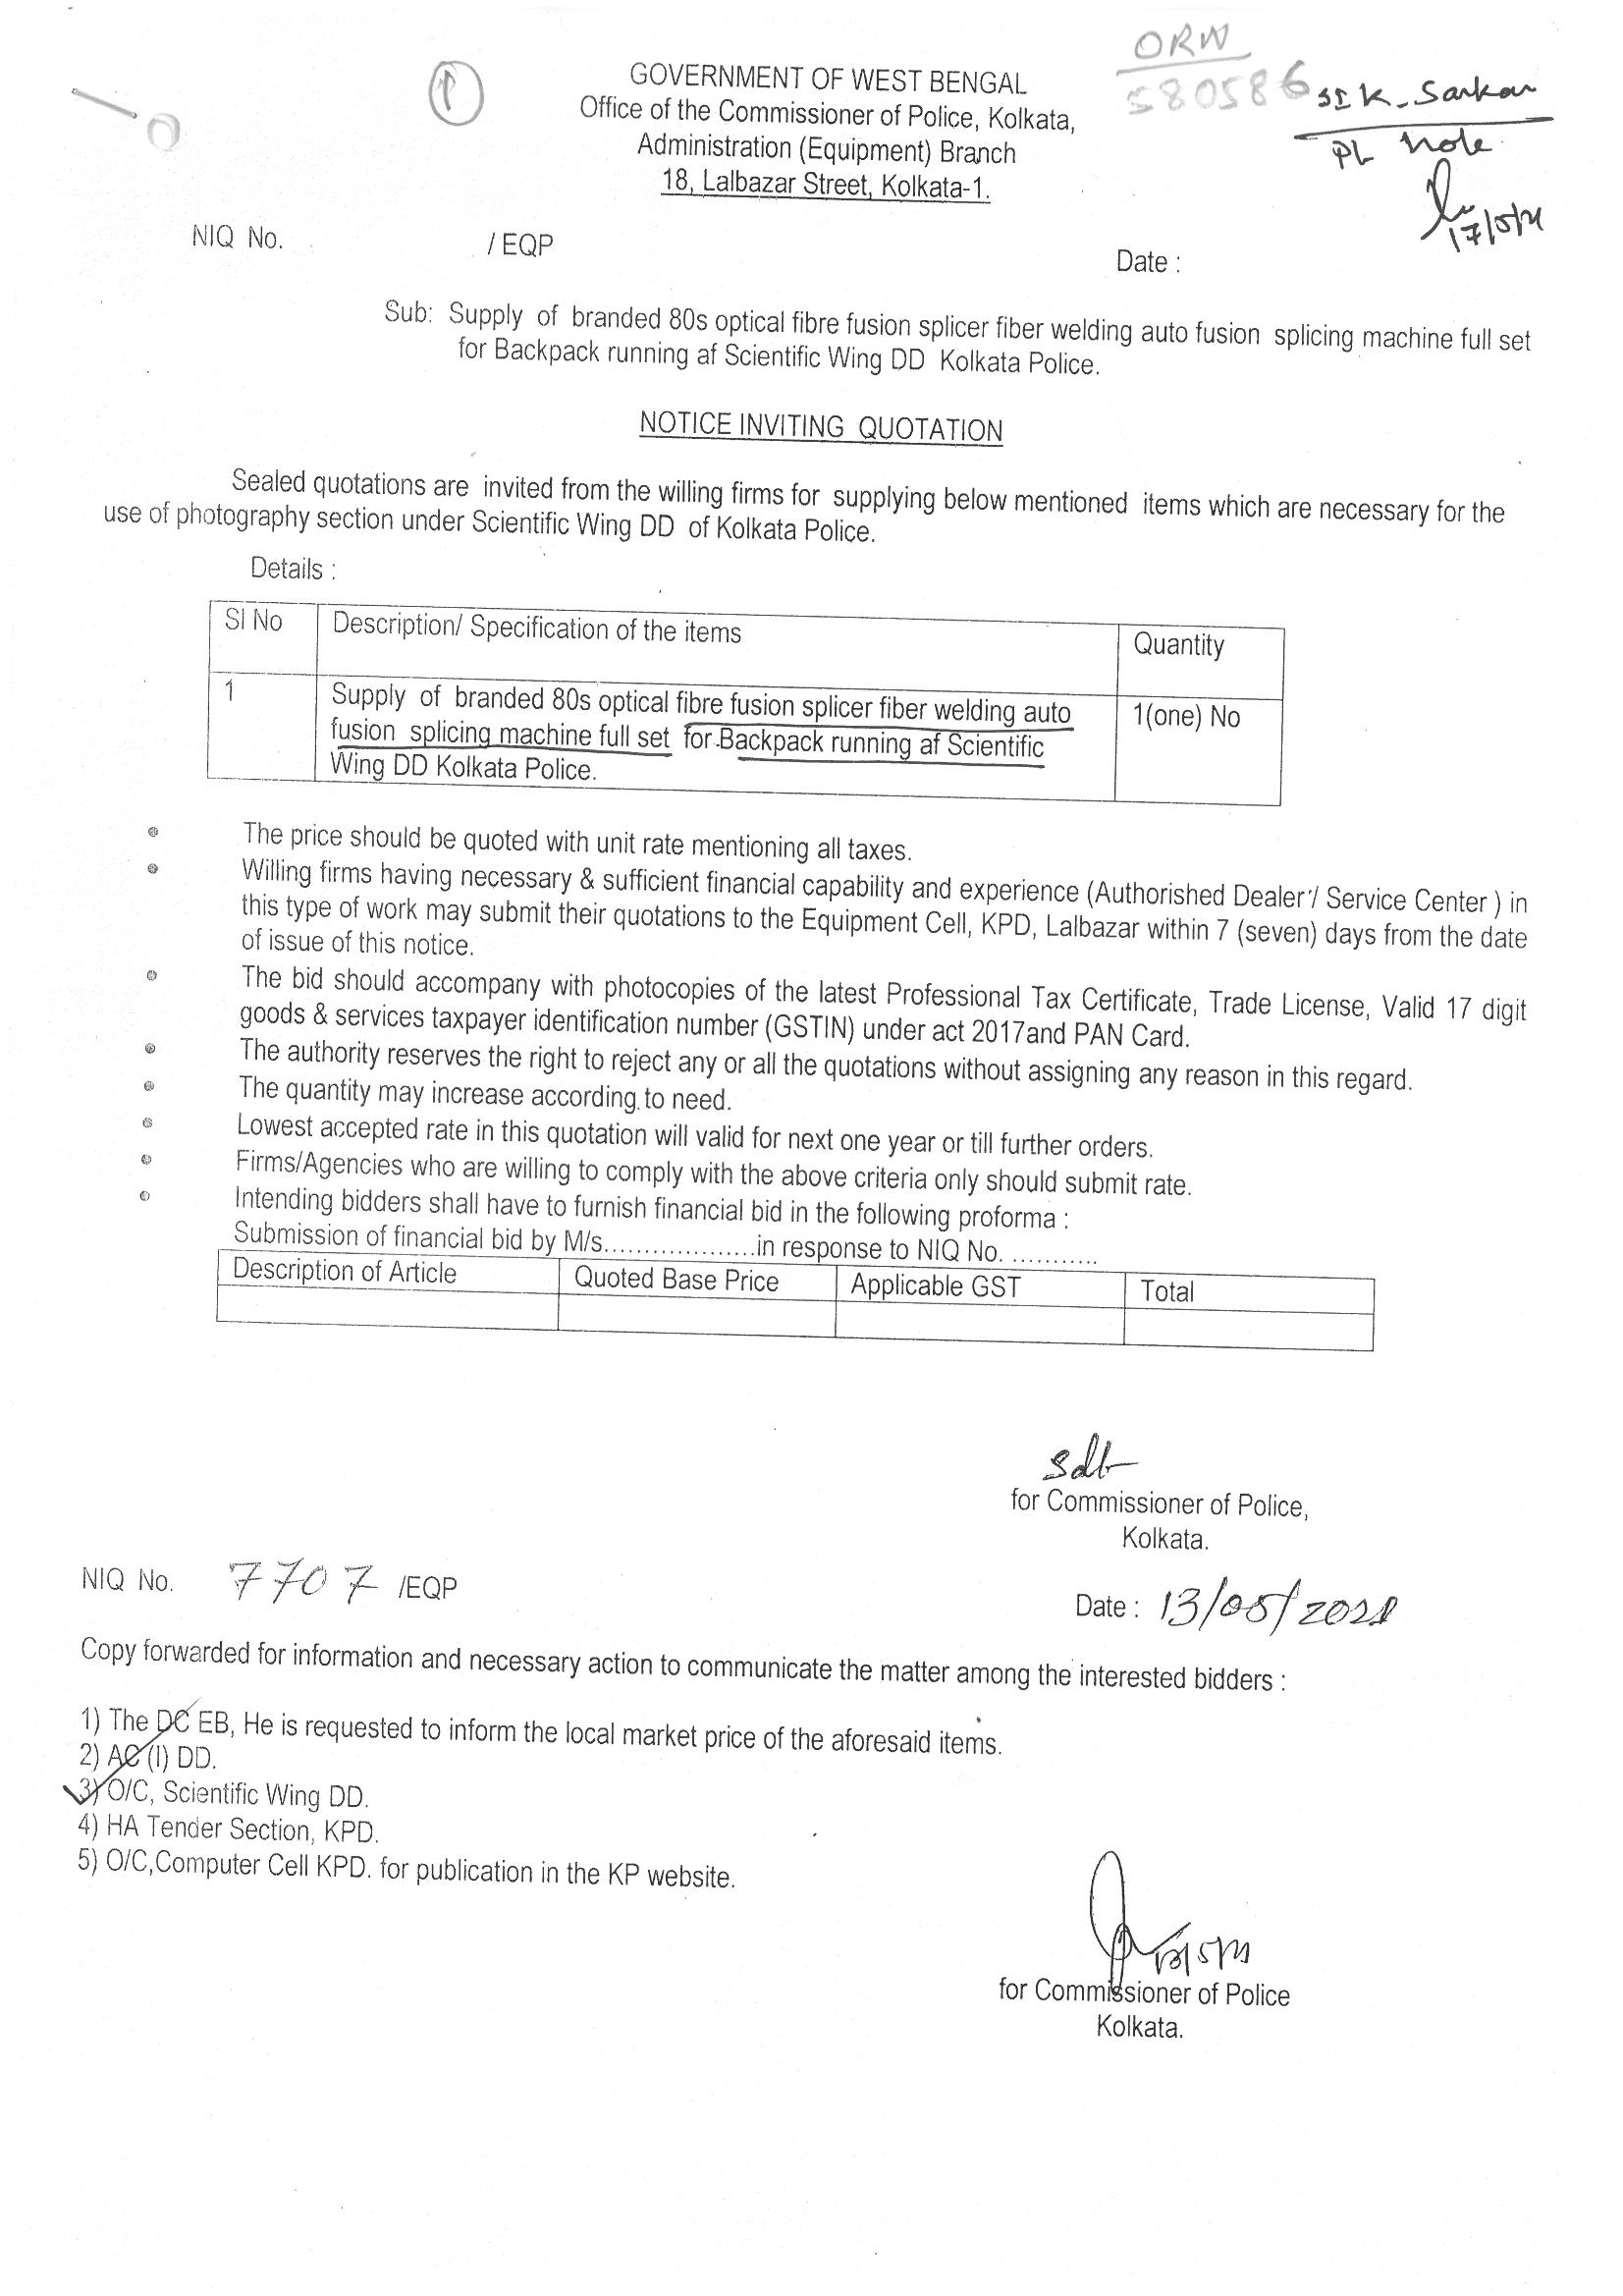 ORW
580586
SI K. Sarkar
PL Note
17/5/21
GOVERNMENT OF WEST BENGAL
Office of the Commissioner of Police, Kolkata,
Administration (Equipment) Branch
18, Lalbazar Street, Kolkata-1.
NIQ No. / EQP
Date :
Sub: Supply of branded 80s optical fibre fusion splicer fiber welding auto fusion splicing machine full set
for Backpack running af Scientific Wing DD Kolkata Police.
NOTICE INVITING QUOTATION
Sealed quotations are invited from the willing firms for supplying below mentioned items which are necessary for the
use of photography section under Scientific Wing DD of Kolkata Police.
Details :
Sl No Description/ Specification of the items Quantity
1 Supply of branded 80s optical fibre fusion splicer fiber welding auto 1(one) No
fusion splicing machine full set for Backpack running af Scientific
Wing DD Kolkata Police.
The price should be quoted with unit rate mentioning all taxes.
Willing firms having necessary & sufficient financial capability and experience (Authorished Dealer / Service Center ) in
this type of work may submit their quotations to the Equipment Cell, KPD, Lalbazar within 7 (seven) days from the date
of issue of this notice.
The bid should accompany with photocopies of the latest Professional Tax Certificate, Trade License, Valid 17 digit
goods & services taxpayer identification number (GSTIN) under act 2017and PAN Card.
The authority reserves the right to reject any or all the quotations without assigning any reason in this regard.
The quantity may increase according to need.
Lowest accepted rate in this quotation will valid for next one year or till further orders.
Firms/Agencies who are willing to comply with the above criteria only should submit rate.
Intending bidders shall have to furnish financial bid in the following proforma :
Submission of financial bid by M/s...................in response to NIQ No. ...........
Description of Article Quoted Base Price Applicable GST Total
Sd/-
for Commissioner of Police,
Kolkata.
NIQ No. 7707 /EQP
Date : 13/05/2021
Copy forwarded for information and necessary action to communicate the matter among the interested bidders :
1) The DC EB, He is requested to inform the local market price of the aforesaid items.
2) AC (I) DD.
3) O/C, Scientific Wing DD.
4) HA Tender Section, KPD.
5) O/C,Computer Cell KPD. for publication in the KP website.
for Commissioner of Police
Kolkata.